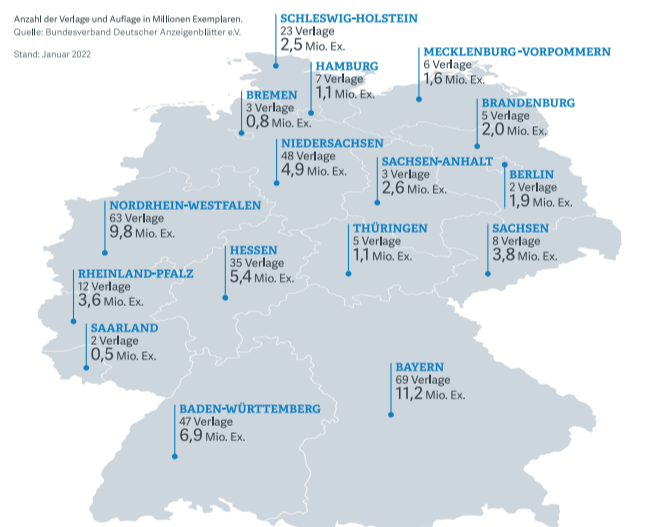 Anzahl der Verlage und Auflage in Millionen Exemplaren.
Quelle: Bundesverband Deutscher Anzeigenblätter e.V.
Stand: Januar 2022
SCHLESWIG-HOLSTEIN
23 Verlage
2,5 Mio. Ex.
MECKLENBURG-VORPOMMERN
6 Verlage
1,6 Mio. Ex.
HAMBURG
7 Verlage
1,1 Mio. Ex.
BREMEN
3 Verlage
0,8 Mio. Ex.
BRANDENBURG
5 Verlage
2,0 Mio. Ex.
NIEDERSACHSEN
48 Verlage
4,9 Mio. Ex.
SACHSEN-ANHALT
3 Verlage
2,6 Mio. Ex.
BERLIN
2 Verlage
1,9 Mio. Ex.
NORDRHEIN-WESTFALEN
63 Verlage
9,8 Mio. Ex.
THÜRINGEN
5 Verlage
1,1 Mio. Ex.
SACHSEN
8 Verlage
3,8 Mio. Ex.
HESSEN
35 Verlage
5,4 Mio. Ex.
RHEINLAND-PFALZ
12 Verlage
3,6 Mio. Ex.
SAARLAND
2 Verlage
0,5 Mio. Ex.
BAYERN
69 Verlage
11,2 Mio. Ex.
BADEN-WÜRTTEMBERG
47 Verlage
6,9 Mio. Ex.